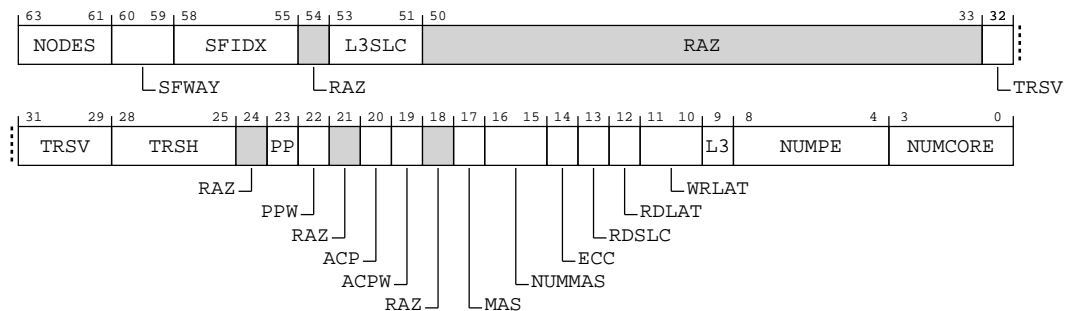 63 61 60 59 58 55 54 53 51 50 33 32
NODES SFIDX L3SLC RAZ
SFWAY RAZ TRSV
31 29 28 25 24 23 22 21 20 19 18 17 16 15 14 13 12 11 10 9 8 4 3 0
TRSV TRSH PP L3 NUMPE NUMCORE
RAZ WRLAT
PPW RDLAT
RAZ RDSLC
ACP ECC
ACPW NUMMAS
RAZ MAS